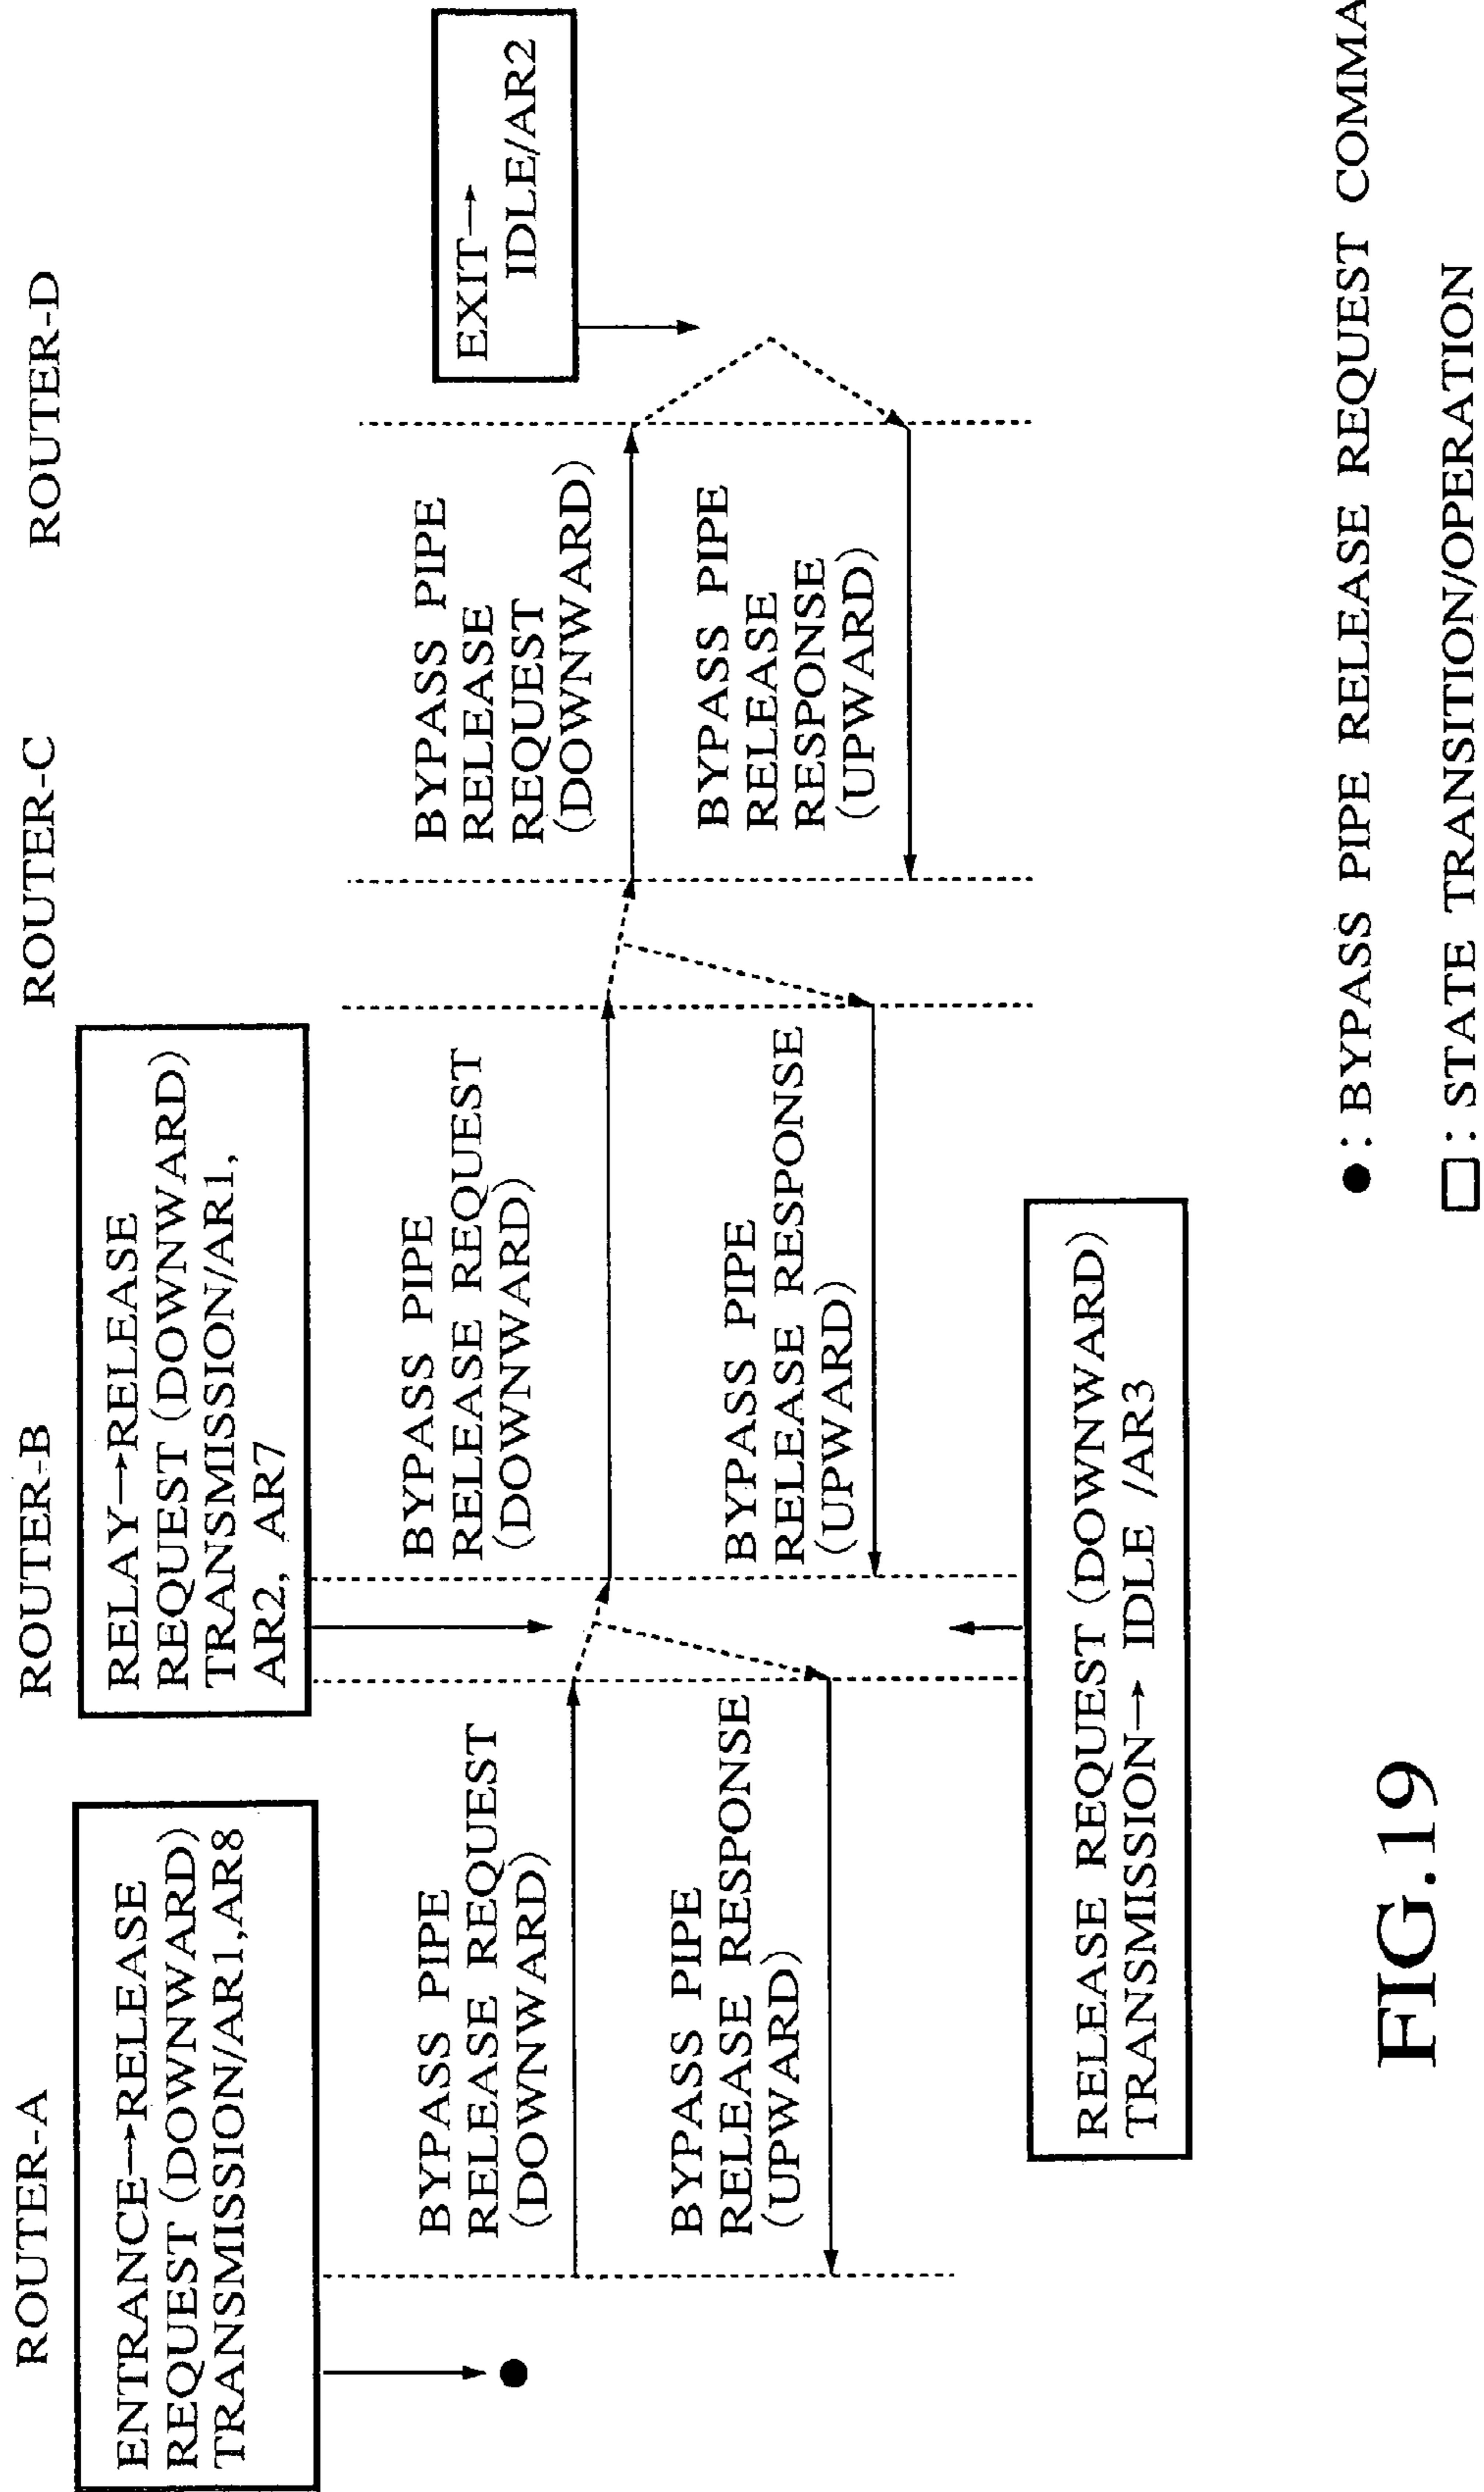 ROUTER-A
ROUTER-B
ROUTER-C
ROUTER-D
ENTRANCE→RELEASE
REQUEST (DOWNWARD)
TRANSMISSION/AR1,AR8
RELAY→RELEASE
REQUEST (DOWNWARD)
TRANSMISSION/AR1,
AR2, AR7
EXIT→
IDLE/AR2
BYPASS PIPE
RELEASE REQUEST
(DOWNWARD)
BYPASS PIPE
RELEASE REQUEST
(DOWNWARD)
BYPASS PIPE
RELEASE
REQUEST
(DOWNWARD)
BYPASS PIPE
RELEASE RESPONSE
(UPWARD)
BYPASS PIPE
RELEASE RESPONSE
(UPWARD)
BYPASS PIPE
RELEASE
RESPONSE
(UPWARD)
RELEASE REQUEST (DOWNWARD)
TRANSMISSION→ IDLE /AR3
●: BYPASS PIPE RELEASE REQUEST COMMA
□: STATE TRANSITION/OPERATION
FIG.19